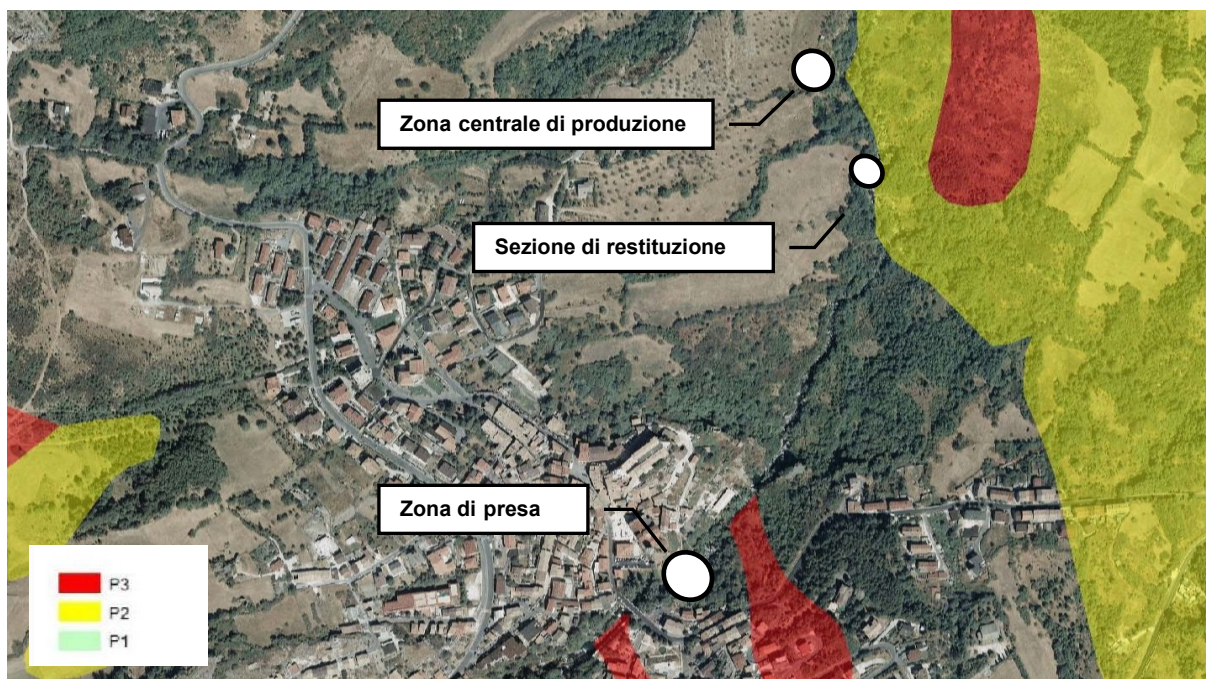 Zona centrale di produzione
Sezione di restituzione
Zona di presa
P3
P2
P1